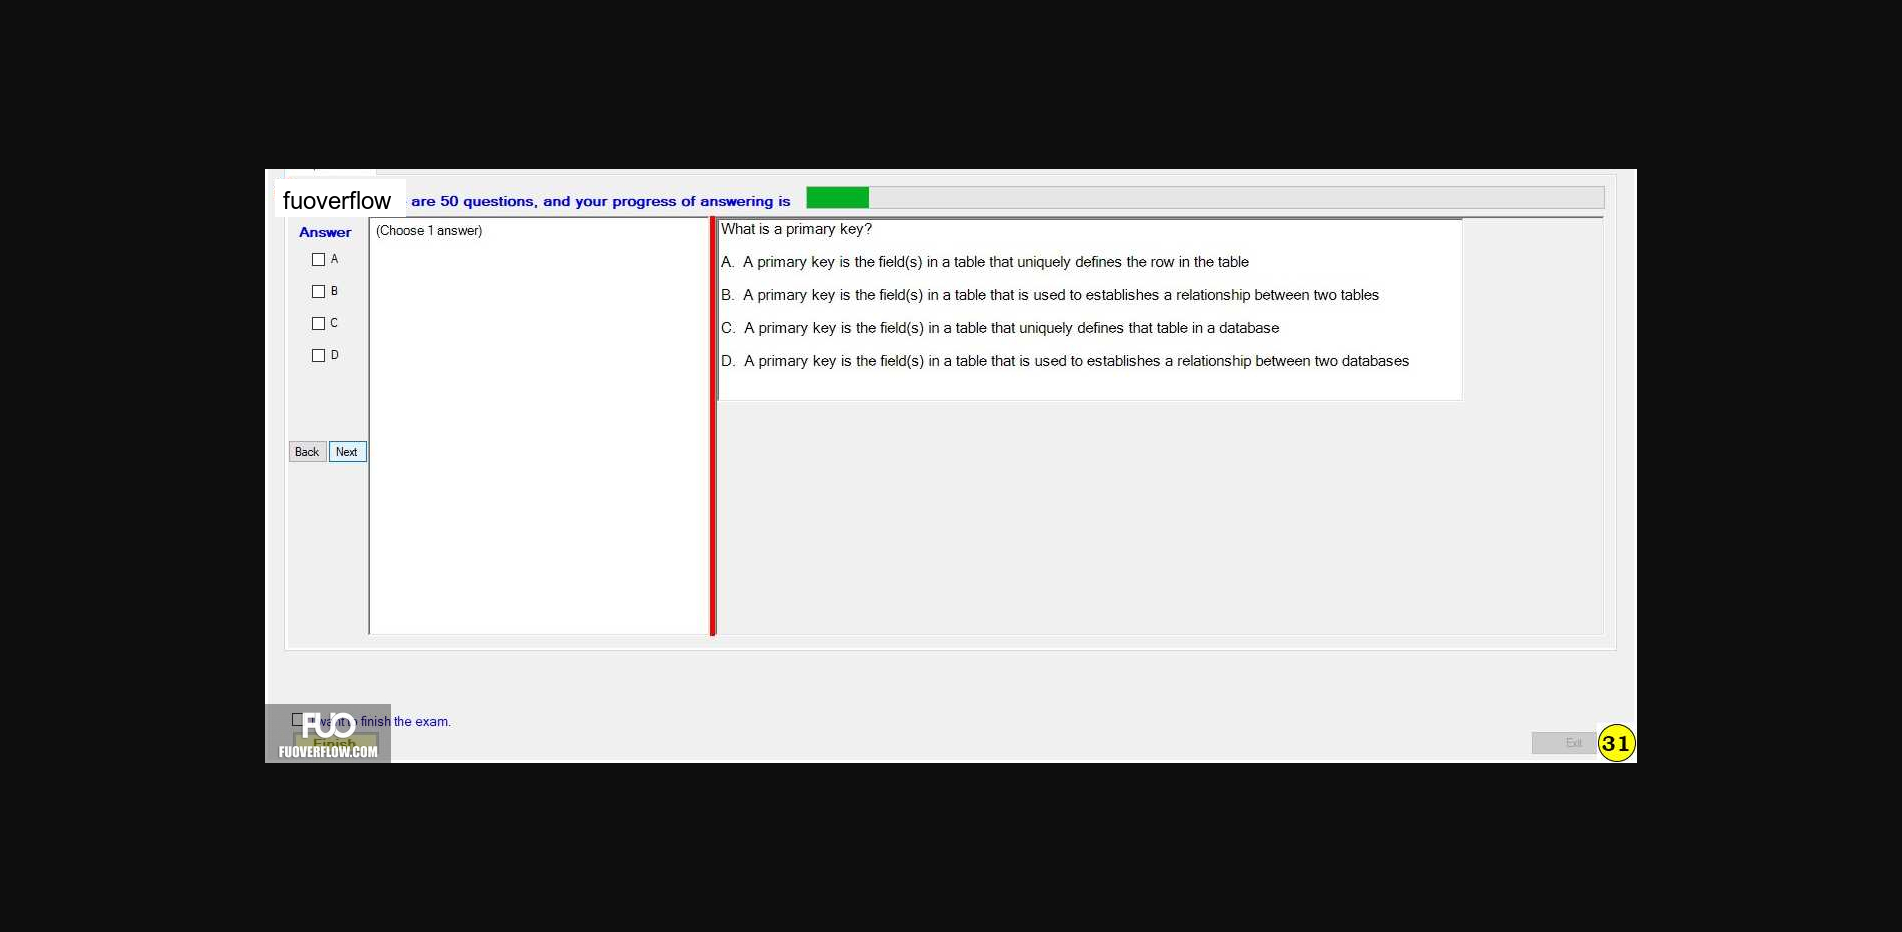 fuoverflow
are 50 questions, and your progress of answering is
Answer
A
B
C
D
Back
Next
(Choose 1 answer)
What is a primary key?
A. A primary key is the field(s) in a table that uniquely defines the row in the table
B. A primary key is the field(s) in a table that is used to establishes a relationship between two tables
C. A primary key is the field(s) in a table that uniquely defines that table in a database
D. A primary key is the field(s) in a table that is used to establishes a relationship between two databases
I want to finish the exam.
FUO
Finish
FUOVERFLOW.COM
Exit
31